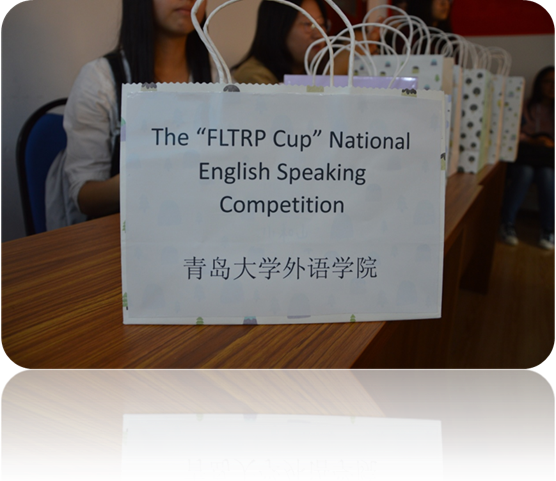 The “FLTRP Cup” National
English Speaking
Competition
青岛大学外语学院